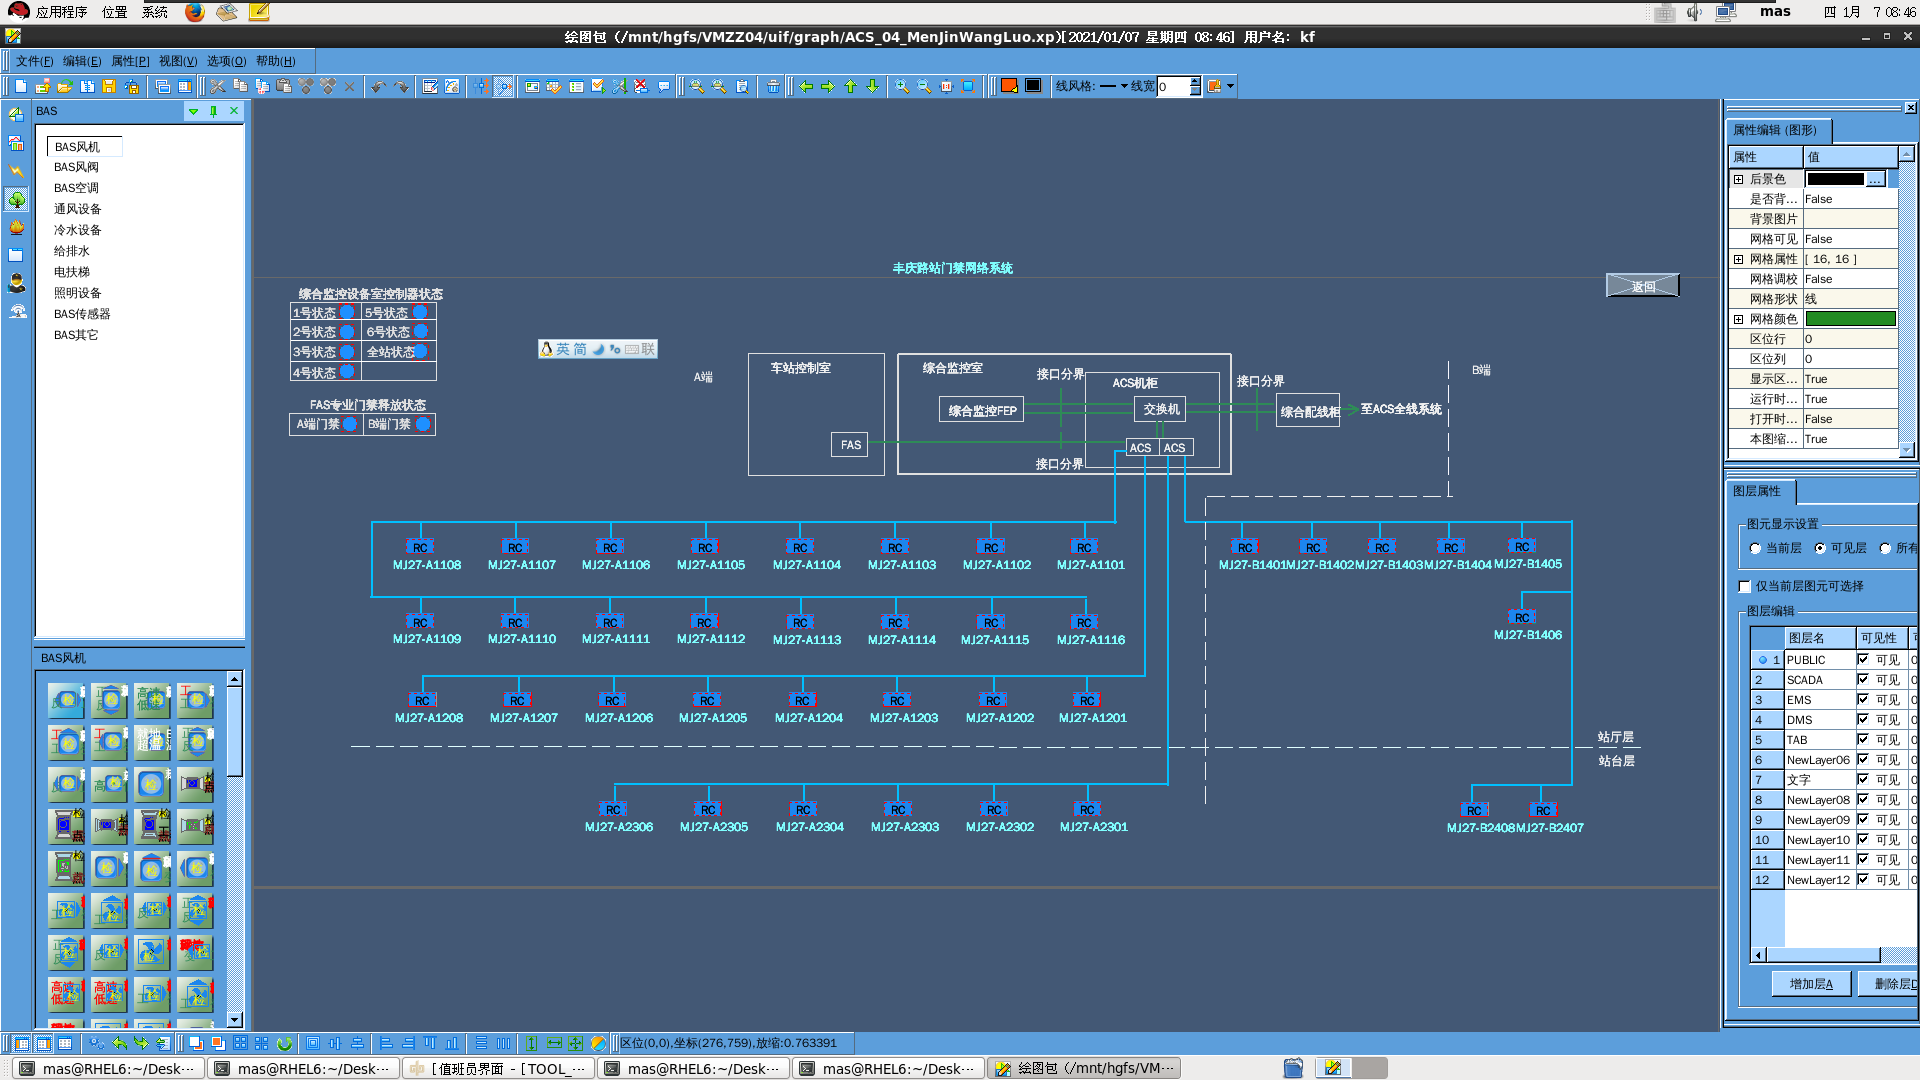 应用程序 位置 系统
mas 四 1月 7 08:46
绘图包 (/mnt/hgfs/VMZZ04/uif/graph/ACS_04_MenJinWangLuo.xp)[2021/01/07 星期四 08:46] 用户名: kf
文件(F) 编辑(E) 属性[P] 视图(V) 选项(O) 帮助(H)
线风格: 线宽 0
BAS
BAS风机
BAS风阀
BAS空调
通风设备
冷水设备
给排水
电扶梯
照明设备
BAS传感器
BAS其它
BAS风机
丰庆路站门禁网络系统
返回
综合监控设备室控制器状态
1号状态 5号状态
2号状态 6号状态
3号状态 全站状态
4号状态
FAS专业门禁释放状态
A端门禁 B端门禁
英 简 联
A端
B端
车站控制室
FAS
综合监控室
综合监控FEP
接口分界
ACS机柜
交换机
ACS ACS
接口分界
接口分界
综合配线柜
至ACS全线系统
RC RC RC RC RC RC RC RC RC RC RC RC RC
MJ27-A1108 MJ27-A1107 MJ27-A1106 MJ27-A1105 MJ27-A1104 MJ27-A1103 MJ27-A1102 MJ27-A1101 MJ27-B1401 MJ27-B1402 MJ27-B1403 MJ27-B1404 MJ27-B1405
RC RC RC RC RC RC RC RC RC
MJ27-A1109 MJ27-A1110 MJ27-A1111 MJ27-A1112 MJ27-A1113 MJ27-A1114 MJ27-A1115 MJ27-A1116 MJ27-B1406
RC RC RC RC RC RC RC RC
MJ27-A1208 MJ27-A1207 MJ27-A1206 MJ27-A1205 MJ27-A1204 MJ27-A1203 MJ27-A1202 MJ27-A1201
站厅层
站台层
RC RC RC RC RC RC RC RC
MJ27-A2306 MJ27-A2305 MJ27-A2304 MJ27-A2303 MJ27-A2302 MJ27-A2301 MJ27-B2408 MJ27-B2407
属性编辑 (图形)
属性 值
后景色 ...
是否背... False
背景图片
网格可见 False
网格属性 [ 16, 16 ]
网格调校 False
网格形状 线
网格颜色
区位行 0
区位列 0
显示区... True
运行时... True
打开时... False
本图缩... True
图层属性
图元显示设置
当前层 可见层 所有
仅当前层图元可选择
图层编辑
图层名 可见性
1 PUBLIC 可见
2 SCADA 可见
3 EMS 可见
4 DMS 可见
5 TAB 可见
6 NewLayer06 可见
7 文字 可见
8 NewLayer08 可见
9 NewLayer09 可见
10 NewLayer10 可见
11 NewLayer11 可见
12 NewLayer12 可见
增加层A 删除层D
区位(0,0),坐标(276,759),放缩:0.763391
mas@RHEL6:~/Desk···
mas@RHEL6:~/Desk···
[值班员界面 - [TOOL_···
mas@RHEL6:~/Desk···
mas@RHEL6:~/Desk···
绘图包 (/mnt/hgfs/VM···